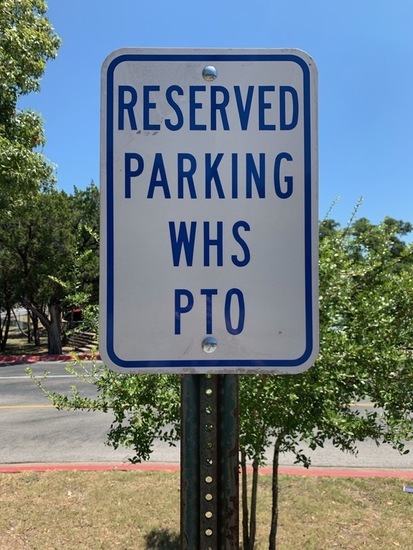 RESERVED
PARKING
WHS
PTO